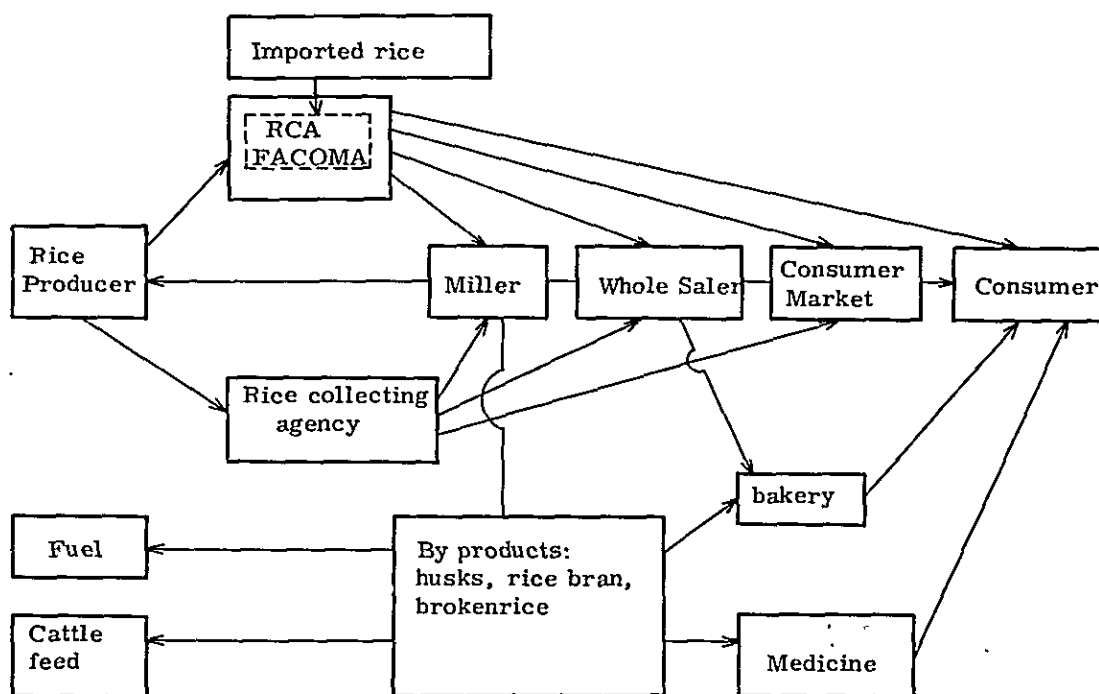 Imported rice
RCA
FACOMA
Rice
Producer
Miller
Whole Saler
Consumer
Market
Consumer
Rice collecting
agency
bakery
Fuel
By products:
husks, rice bran,
brokenrice
Cattle
feed
Medicine